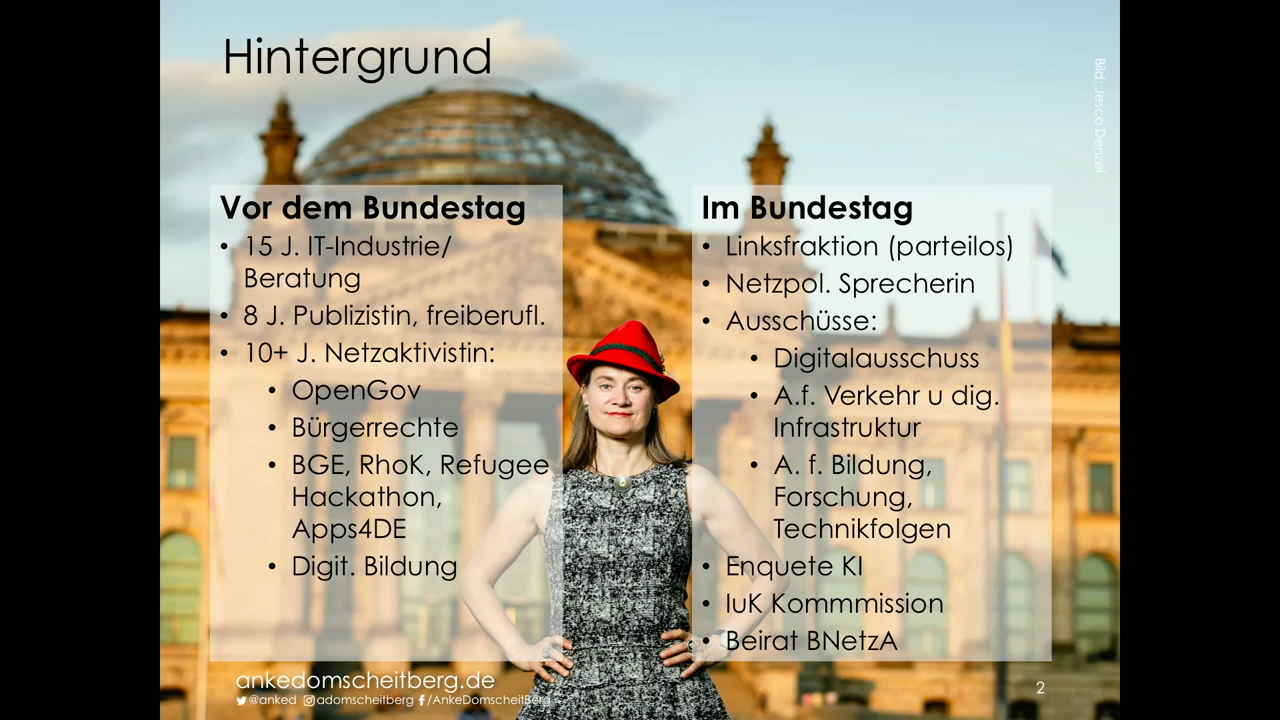 Hintergrund
Bild: Jesco Denzel
Vor dem Bundestag
• 15 J. IT-Industrie/
Beratung
• 8 J. Publizistin, freiberufl.
• 10+ J. Netzaktivistin:
• OpenGov
• Bürgerrechte
• BGE, RhoK, Refugee
Hackathon,
Apps4DE
• Digit. Bildung
Im Bundestag
• Linksfraktion (parteilos)
• Netzpol. Sprecherin
• Ausschüsse:
• Digitalausschuss
• A.f. Verkehr u dig.
Infrastruktur
• A. f. Bildung,
Forschung,
Technikfolgen
• Enquete KI
• IuK Kommmission
• Beirat BNetzA
ankedomscheitberg.de
@anked @adomscheitberg f/AnkeDomscheitBerg
2